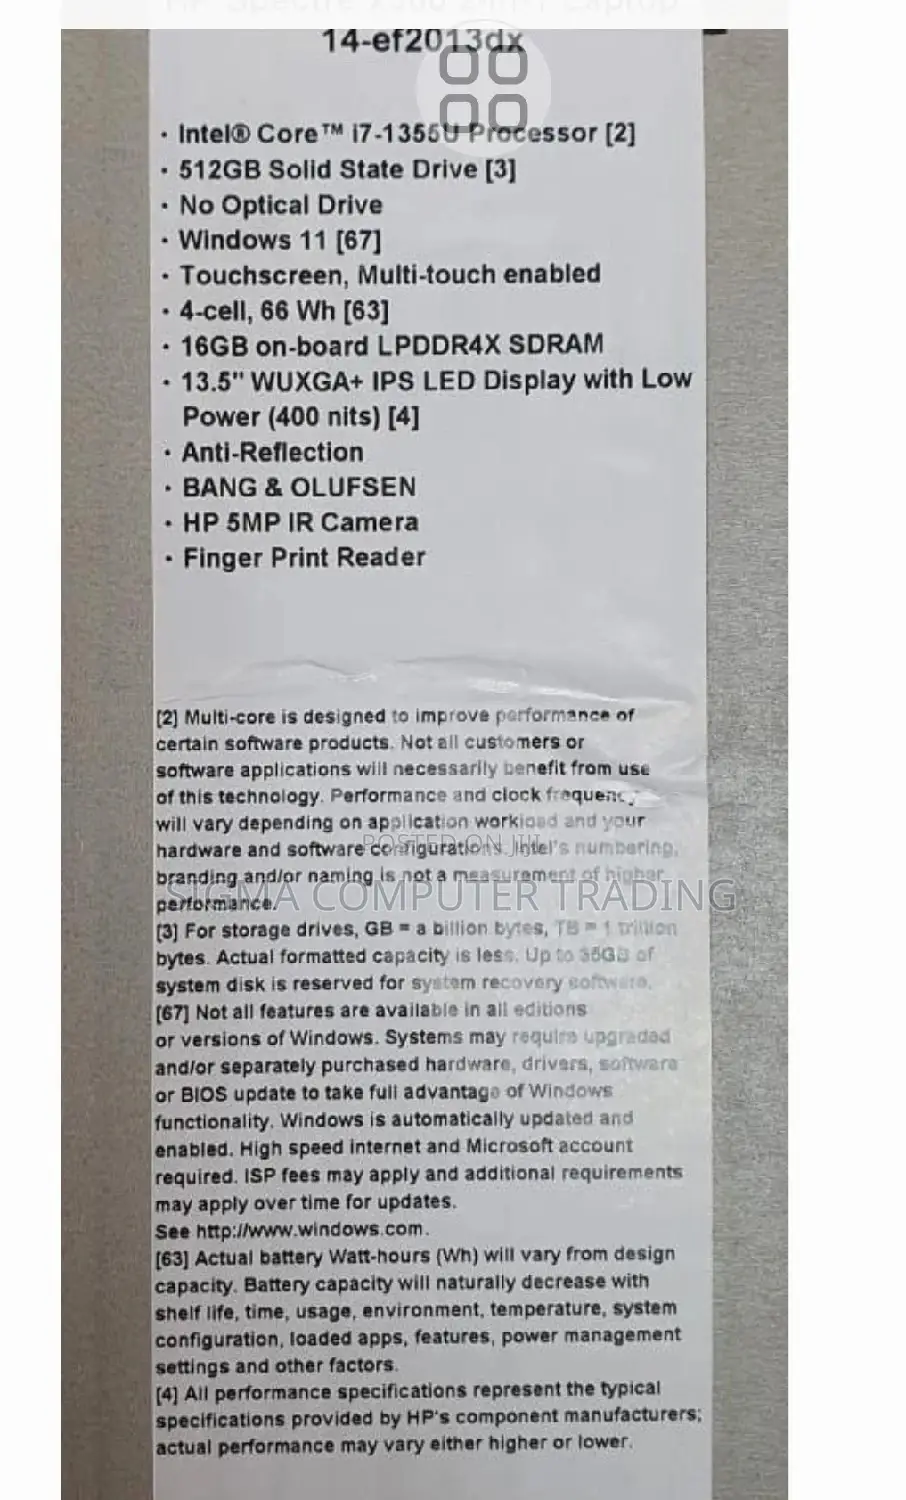 14-ef2013dx
· Intel® Core™ i7-1355U Processor [2]
· 512GB Solid State Drive [3]
· No Optical Drive
· Windows 11 [67]
· Touchscreen, Multi-touch enabled
· 4-cell, 66 Wh [63]
· 16GB on-board LPDDR4X SDRAM
· 13.5" WUXGA+ IPS LED Display with Low
Power (400 nits) [4]
· Anti-Reflection
· BANG & OLUFSEN
· HP 5MP IR Camera
· Finger Print Reader
[2] Multi-core is designed to improve performance of
certain software products. Not all customers or
software applications will necessarily benefit from use
of this technology. Performance and clock frequency
will vary depending on application workload and your
POSTED ON JIJI
hardware and software configurations. Intel's numbering,
branding and/or naming is not a measurement of higher
SIGMA COMPUTER TRADING
performance.
[3] For storage drives, GB = a billion bytes, TB = 1 trillion
bytes. Actual formatted capacity is less. Up to 35GB of
system disk is reserved for system recovery software.
[67] Not all features are available in all editions
or versions of Windows. Systems may require upgraded
and/or separately purchased hardware, drivers, software
or BIOS update to take full advantage of Windows
functionality. Windows is automatically updated and
enabled. High speed internet and Microsoft account
required. ISP fees may apply and additional requirements
may apply over time for updates.
See http://www.windows.com.
[63] Actual battery Watt-hours (Wh) will vary from design
capacity. Battery capacity will naturally decrease with
shelf life, time, usage, environment, temperature, system
configuration, loaded apps, features, power management
settings and other factors.
[4] All performance specifications represent the typical
specifications provided by HP's component manufacturers;
actual performance may vary either higher or lower.